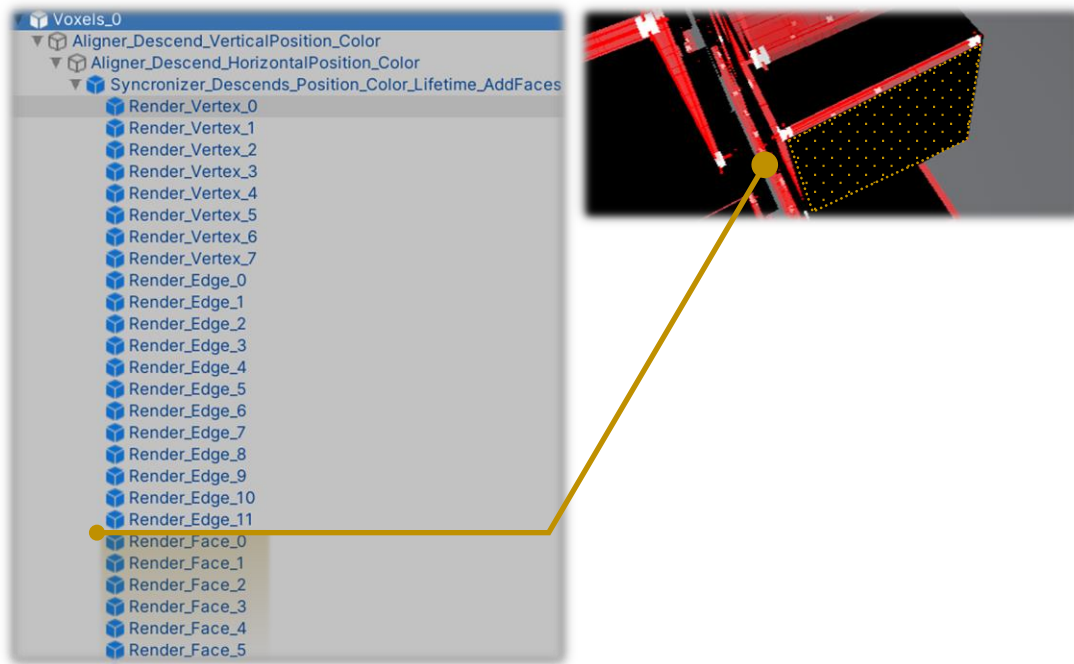 Voxels_0
Aligner_Descend_VerticalPosition_Color
Aligner_Descend_HorizontalPosition_Color
Syncronizer_Descends_Position_Color_Lifetime_AddFaces
Render_Vertex_0
Render_Vertex_1
Render_Vertex_2
Render_Vertex_3
Render_Vertex_4
Render_Vertex_5
Render_Vertex_6
Render_Vertex_7
Render_Edge_0
Render_Edge_1
Render_Edge_2
Render_Edge_3
Render_Edge_4
Render_Edge_5
Render_Edge_6
Render_Edge_7
Render_Edge_8
Render_Edge_9
Render_Edge_10
Render_Edge_11
Render_Face_0
Render_Face_1
Render_Face_2
Render_Face_3
Render_Face_4
Render_Face_5